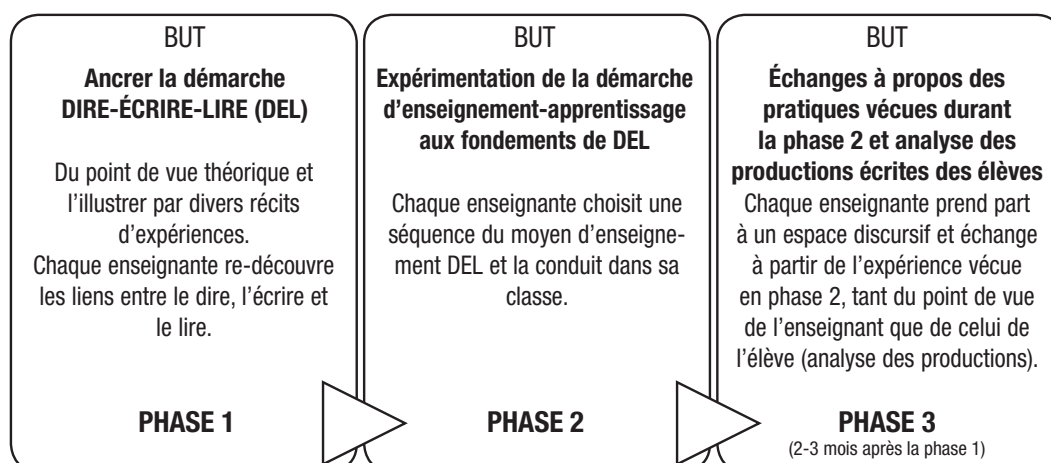 BUT
Ancrer la démarche
DIRE-ÉCRIRE-LIRE (DEL)
Du point de vue théorique et
l’illustrer par divers récits
d’expériences.
Chaque enseignante re-découvre
les liens entre le dire, l’écrire et
le lire.
PHASE 1
BUT
Expérimentation de la démarche
d’enseignement-apprentissage
aux fondements de DEL
Chaque enseignante choisit une
séquence du moyen d’enseigne-
ment DEL et la conduit dans sa
classe.
PHASE 2
BUT
Échanges à propos des
pratiques vécues durant
la phase 2 et analyse des
productions écrites des élèves
Chaque enseignante prend part
à un espace discursif et échange
à partir de l’expérience vécue
en phase 2, tant du point de vue
de l’enseignant que de celui de
l’élève (analyse des productions).
PHASE 3
(2-3 mois après la phase 1)